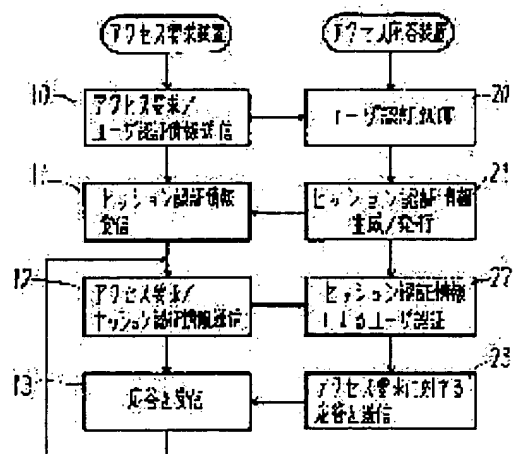 アクセス要求装置
アクセス応答装置
10
アクセス要求/
ユーザ認証情報送信
20
ユーザ認証処理
11
セッション認証情報
受信
21
セッション認証情報
生成/発行
12
アクセス要求/
セッション認証情報送信
22
セッション認証情報
によるユーザ認証
13
応答を受信
23
アクセス要求に対する
応答を送信